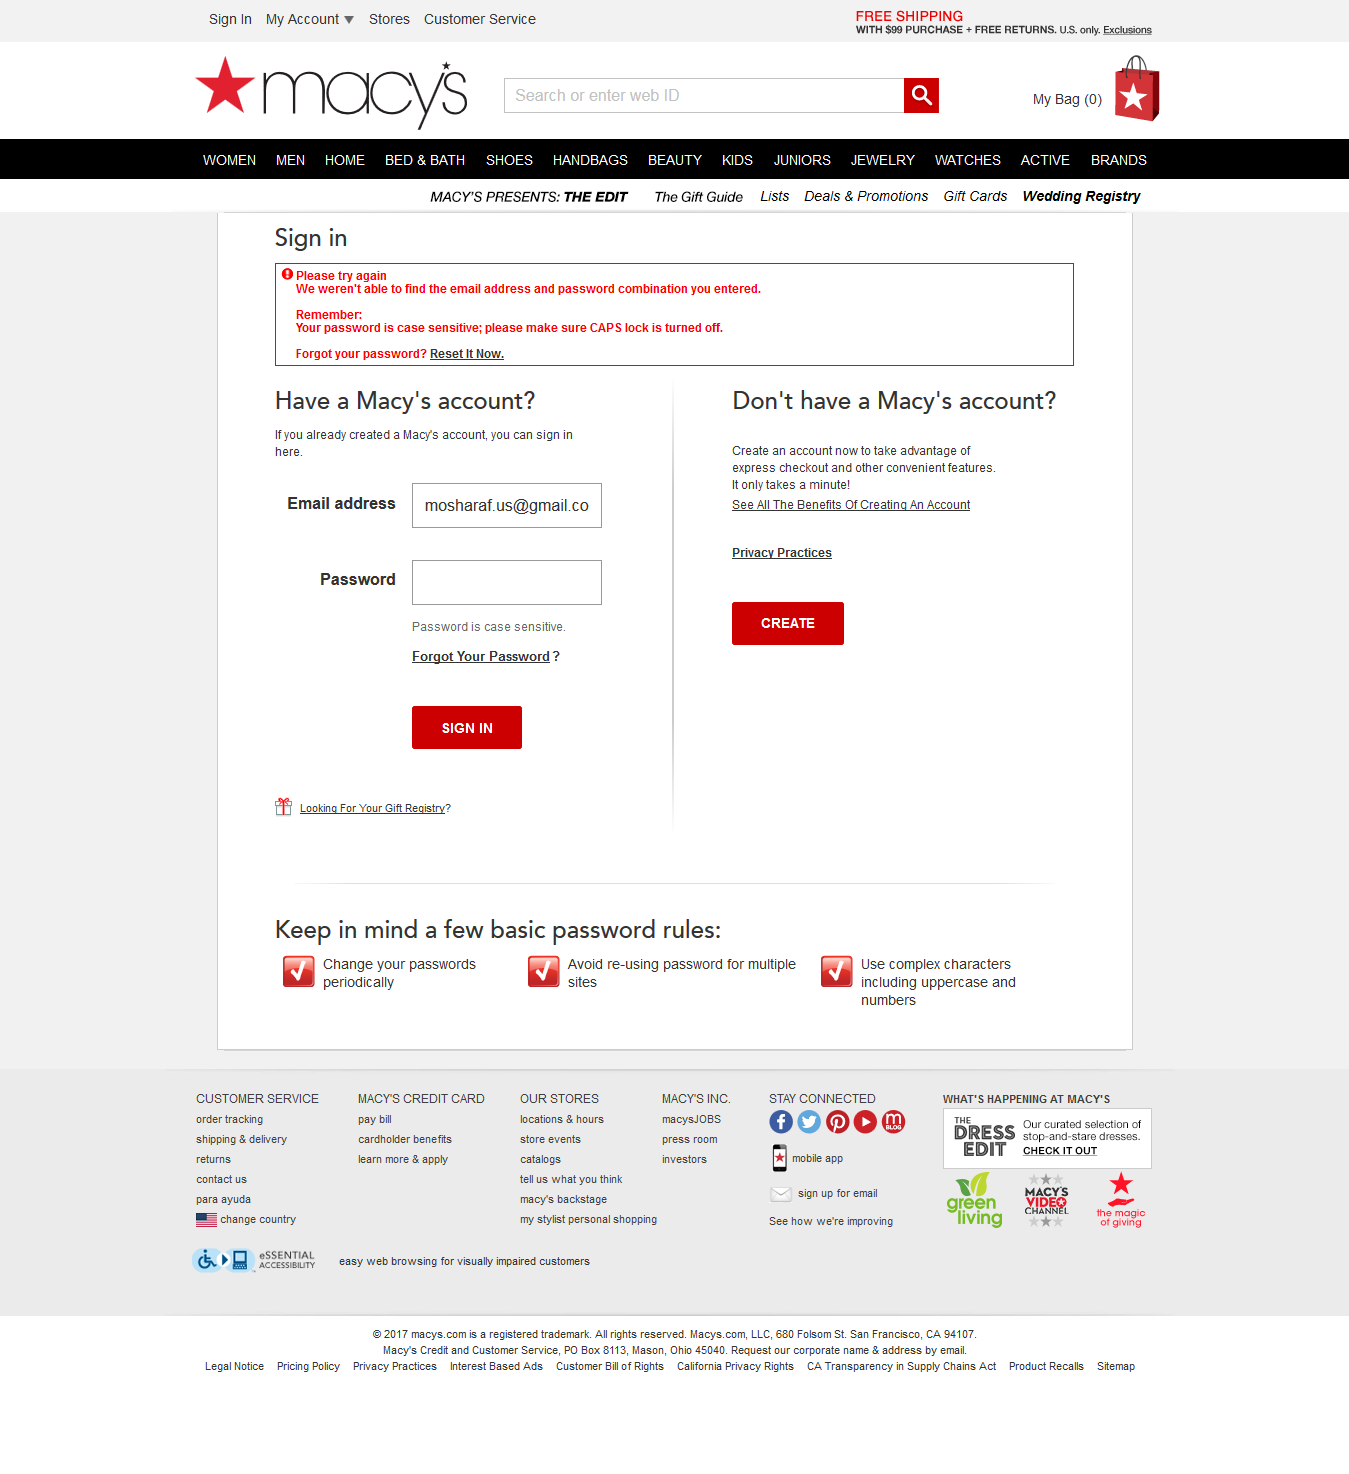 Sign In My Account Stores Customer Service
FREE SHIPPING
WITH $99 PURCHASE + FREE RETURNS. U.S. only. Exclusions
macy's
Search or enter web ID
My Bag (0)
WOMEN MEN HOME BED & BATH SHOES HANDBAGS BEAUTY KIDS JUNIORS JEWELRY WATCHES ACTIVE BRANDS
MACY'S PRESENTS: THE EDIT The Gift Guide Lists Deals & Promotions Gift Cards Wedding Registry
Sign in
Please try again
We weren't able to find the email address and password combination you entered.
Remember:
Your password is case sensitive; please make sure CAPS lock is turned off.
Forgot your password? Reset It Now.
Have a Macy's account?
If you already created a Macy's account, you can sign in
here.
Email address
mosharaf.us@gmail.co
Password
Password is case sensitive.
Forgot Your Password ?
SIGN IN
Looking For Your Gift Registry?
Don't have a Macy's account?
Create an account now to take advantage of
express checkout and other convenient features.
It only takes a minute!
See All The Benefits Of Creating An Account
Privacy Practices
CREATE
Keep in mind a few basic password rules:
Change your passwords
periodically
Avoid re-using password for multiple
sites
Use complex characters
including uppercase and
numbers
CUSTOMER SERVICE
order tracking
shipping & delivery
returns
contact us
para ayuda
change country
MACY'S CREDIT CARD
pay bill
cardholder benefits
learn more & apply
OUR STORES
locations & hours
store events
catalogs
tell us what you think
macy's backstage
my stylist personal shopping
MACY'S INC.
macysJOBS
press room
investors
STAY CONNECTED
m BLOG
mobile app
sign up for email
See how we're improving
WHAT'S HAPPENING AT MACY'S
THE
DRESS
EDIT
Our curated selection of
stop-and-stare dresses.
CHECK IT OUT
green
living
MACY'S
VIDEO
CHANNEL
the magic
of giving
eSSENTIAL
ACCESSIBILITY
easy web browsing for visually impaired customers
© 2017 macys.com is a registered trademark. All rights reserved. Macys.com, LLC, 680 Folsom St. San Francisco, CA 94107.
Macy's Credit and Customer Service, PO Box 8113, Mason, Ohio 45040. Request our corporate name & address by email.
Legal Notice Pricing Policy Privacy Practices Interest Based Ads Customer Bill of Rights California Privacy Rights CA Transparency in Supply Chains Act Product Recalls Sitemap